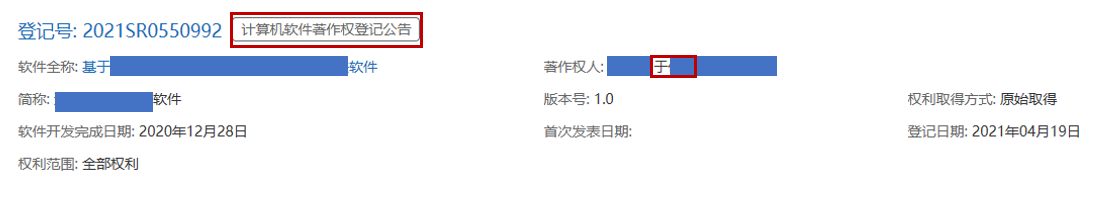 登记号: 2021SR0550992 计算机软件著作权登记公告
软件全称: 基于 软件 著作权人: 于
简称: 软件 版本号: 1.0 权利取得方式: 原始取得
软件开发完成日期: 2020年12月28日 首次发表日期: 登记日期: 2021年04月19日
权利范围: 全部权利